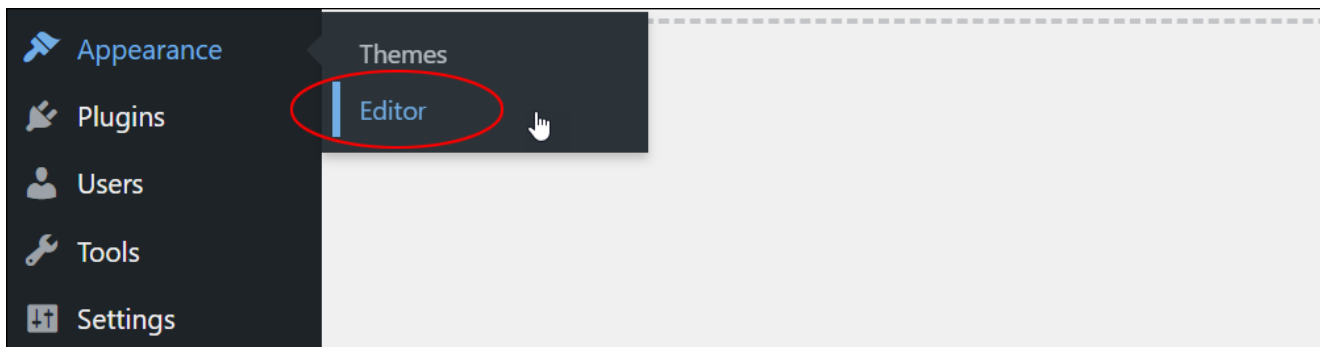 Appearance
Themes
Editor
Plugins
Users
Tools
Settings